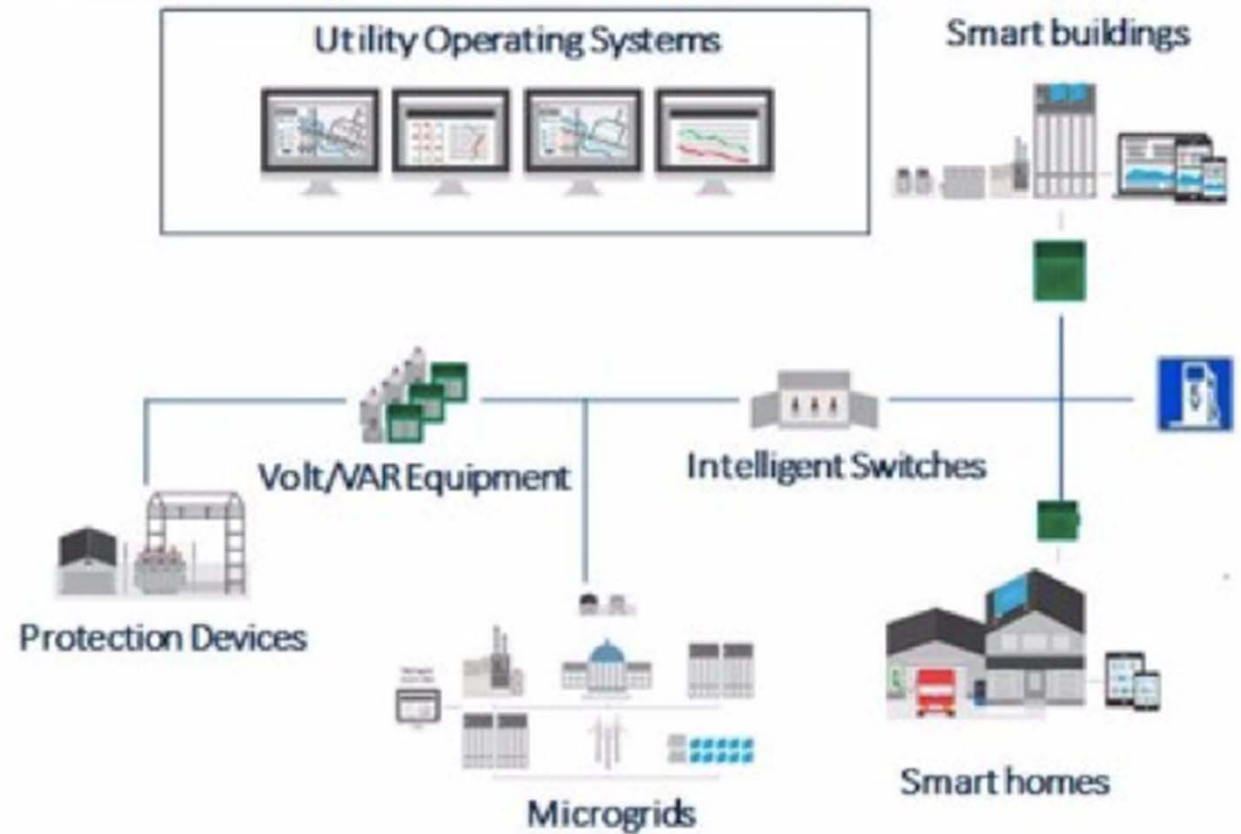 Utility Operating Systems
Smart buildings
Volt/VAR Equipment
Intelligent Switches
Protection Devices
Microgrids
Smart homes